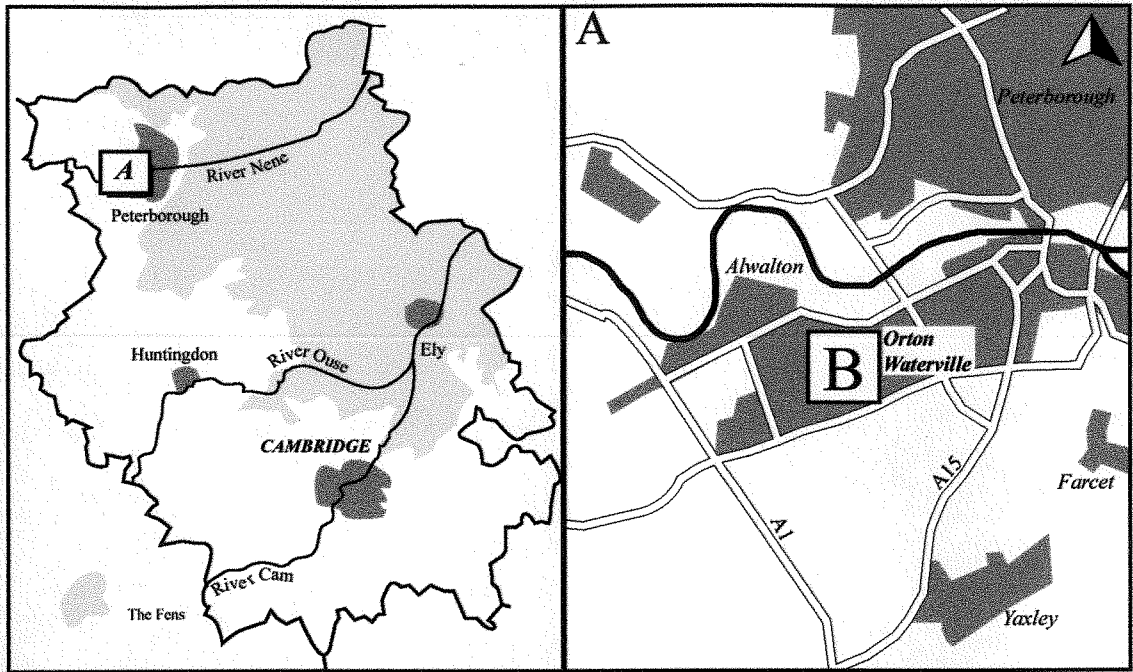 A
River Nene
Peterborough
Huntingdon
River Ouse
Ely
CAMBRIDGE
River Cam
The Fens
A
Peterborough
Alwalton
B
Orton
Waterville
A15
Farcet
A1
Yaxley